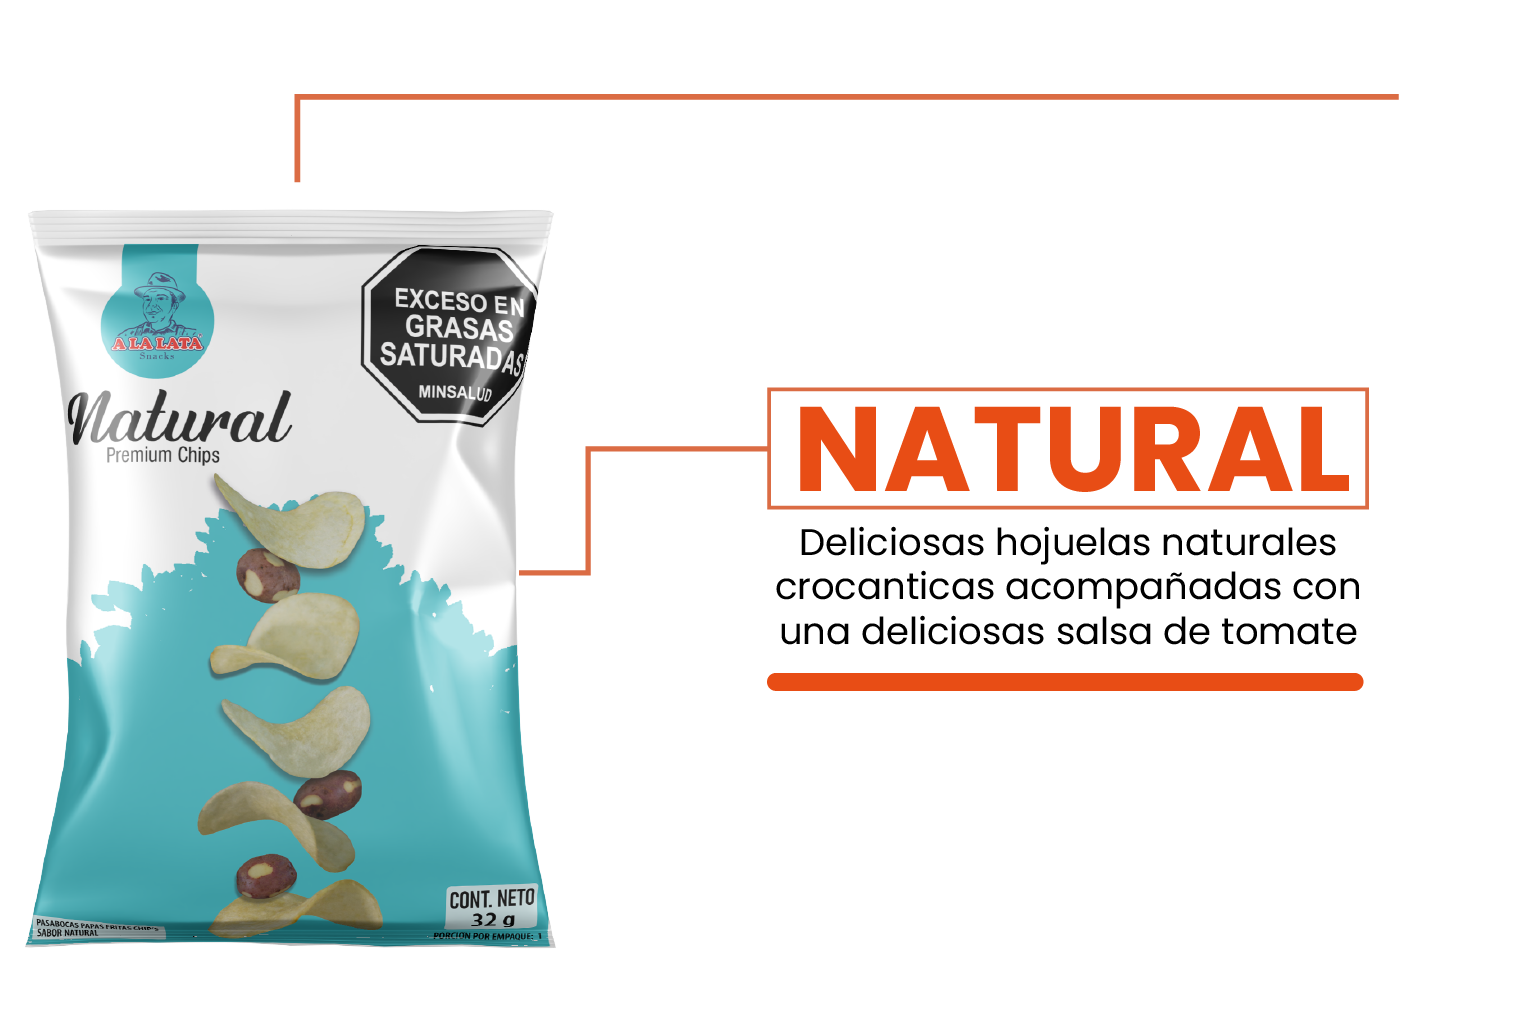 A LA LATA
Snacks
EXCESO EN
GRASAS
SATURADAS
MINSALUD
Natural
Premium Chips
NATURAL
Deliciosas hojuelas naturales
crocanticas acompañadas con
una deliciosas salsa de tomate
CONT. NETO
32 g
PORCIÓN POR EMPAQUE: 1
PASABOCAS PAPAS FRITAS CHIPS
SABOR NATURAL